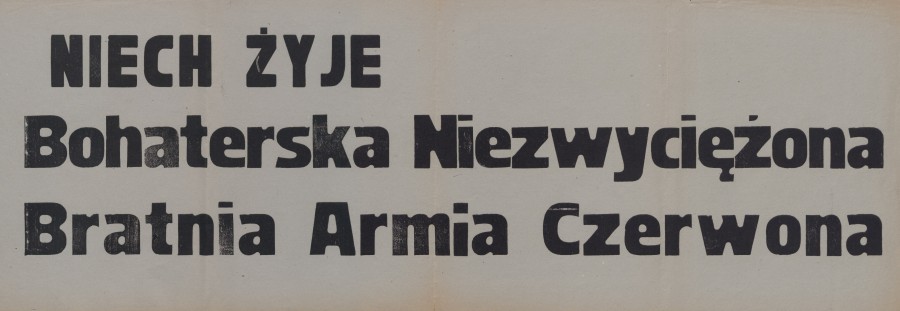 NIECH ŻYJE
Bohaterska Niezwyciężona
Bratnia Armia Czerwona